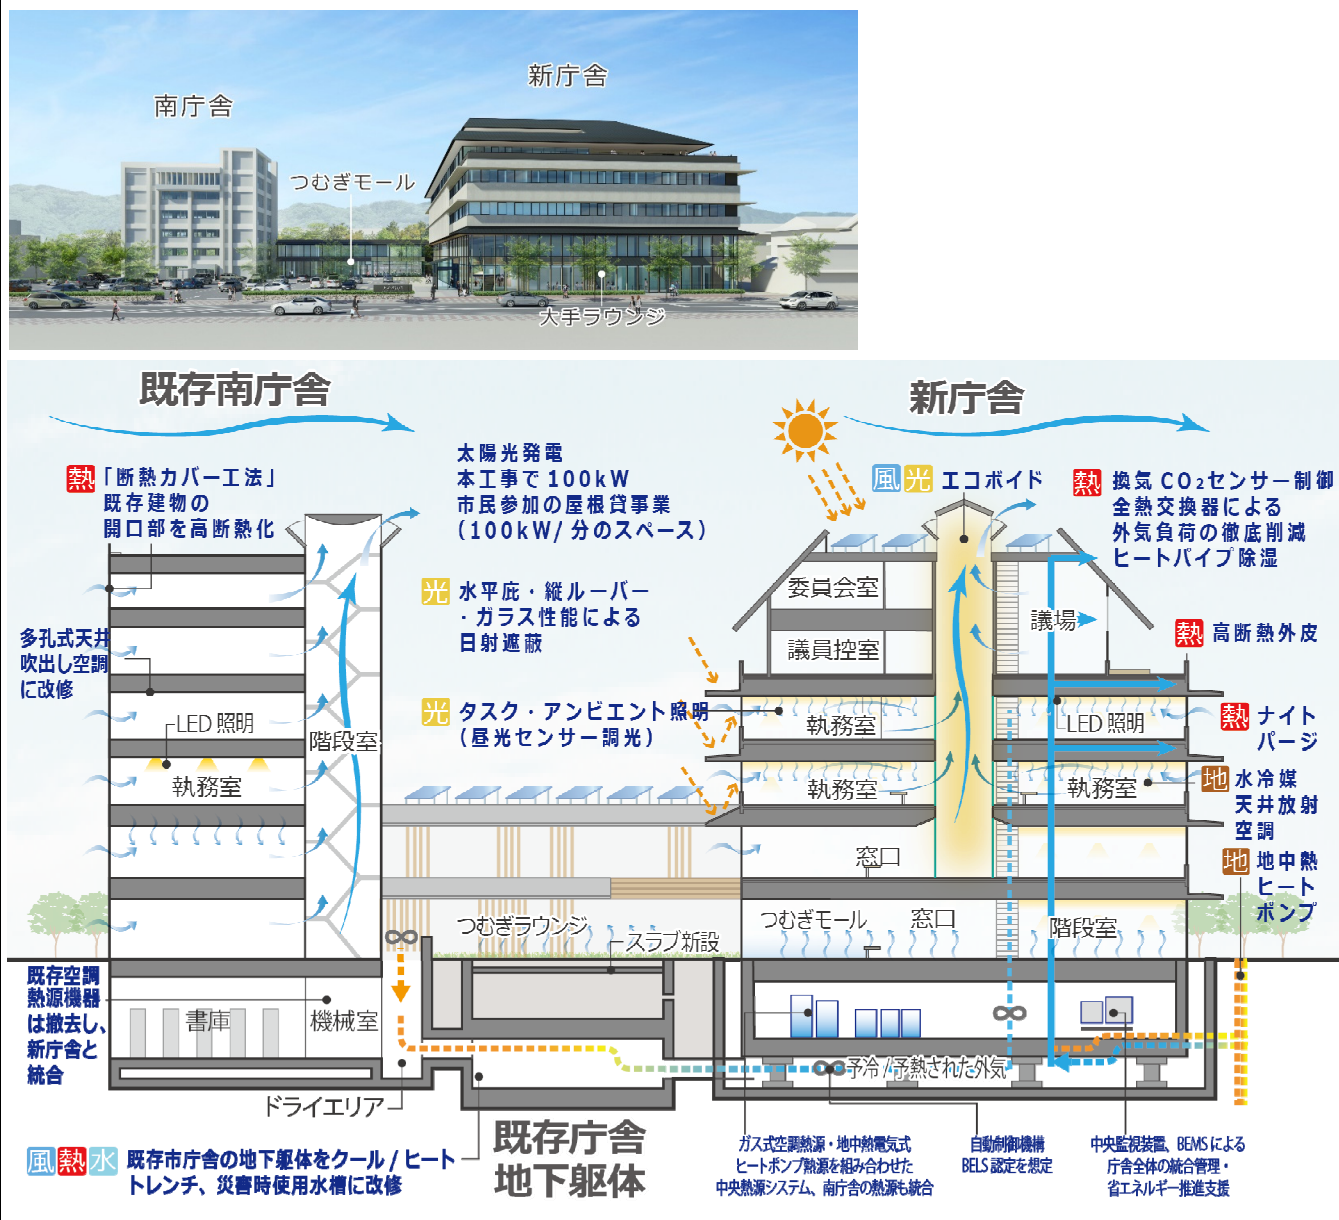 南庁舎
新庁舎
つむぎモール
大手ラウンジ
既存南庁舎
新庁舎
熱
「断熱カバー工法」
既存建物の
開口部を高断熱化
太陽光発電
本工事で100kW
市民参加の屋根貸事業
(100kW/分のスペース)
風 光 エコボイド
熱
換気CO₂センサー制御
全熱交換器による
外気負荷の徹底削減
ヒートパイプ除湿
光
水平庇・縦ルーバー
・ガラス性能による
日射遮蔽
委員会室
議員控室
議場
熱 高断熱外皮
多孔式天井
吹出し空調
に改修
LED照明
階段室
執務室
光
タスク・アンビエント照明
(昼光センサー調光)
執務室
LED照明
熱
ナイト
パージ
執務室
執務室
地
水冷媒
天井放射
空調
窓口
地
地中熱
ヒート
ポンプ
つむぎラウンジ
スラブ新設
つむぎモール
窓口
階段室
既存空調
熱源機器
は撤去し、
新庁舎と
統合
書庫
機械室
予冷/予熱された外気
ドライエリア
既存庁舎
地下躯体
風 熱 水
既存市庁舎の地下躯体をクール/ヒート
トレンチ、災害時使用水槽に改修
ガス式空調熱源・地中熱電気式
ヒートポンプ熱源を組み合わせた
中央熱源システム、南庁舎の熱源も統合
自動制御機構
BELS認定を想定
中央監視装置、BEMSによる
庁舎全体の統合管理・
省エネルギー推進支援